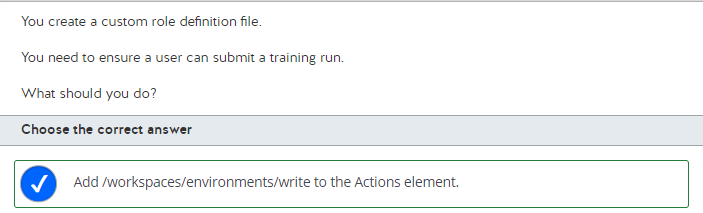 You create a custom role definition file.
You need to ensure a user can submit a training run.
What should you do?
Choose the correct answer
Add /workspaces/environments/write to the Actions element.